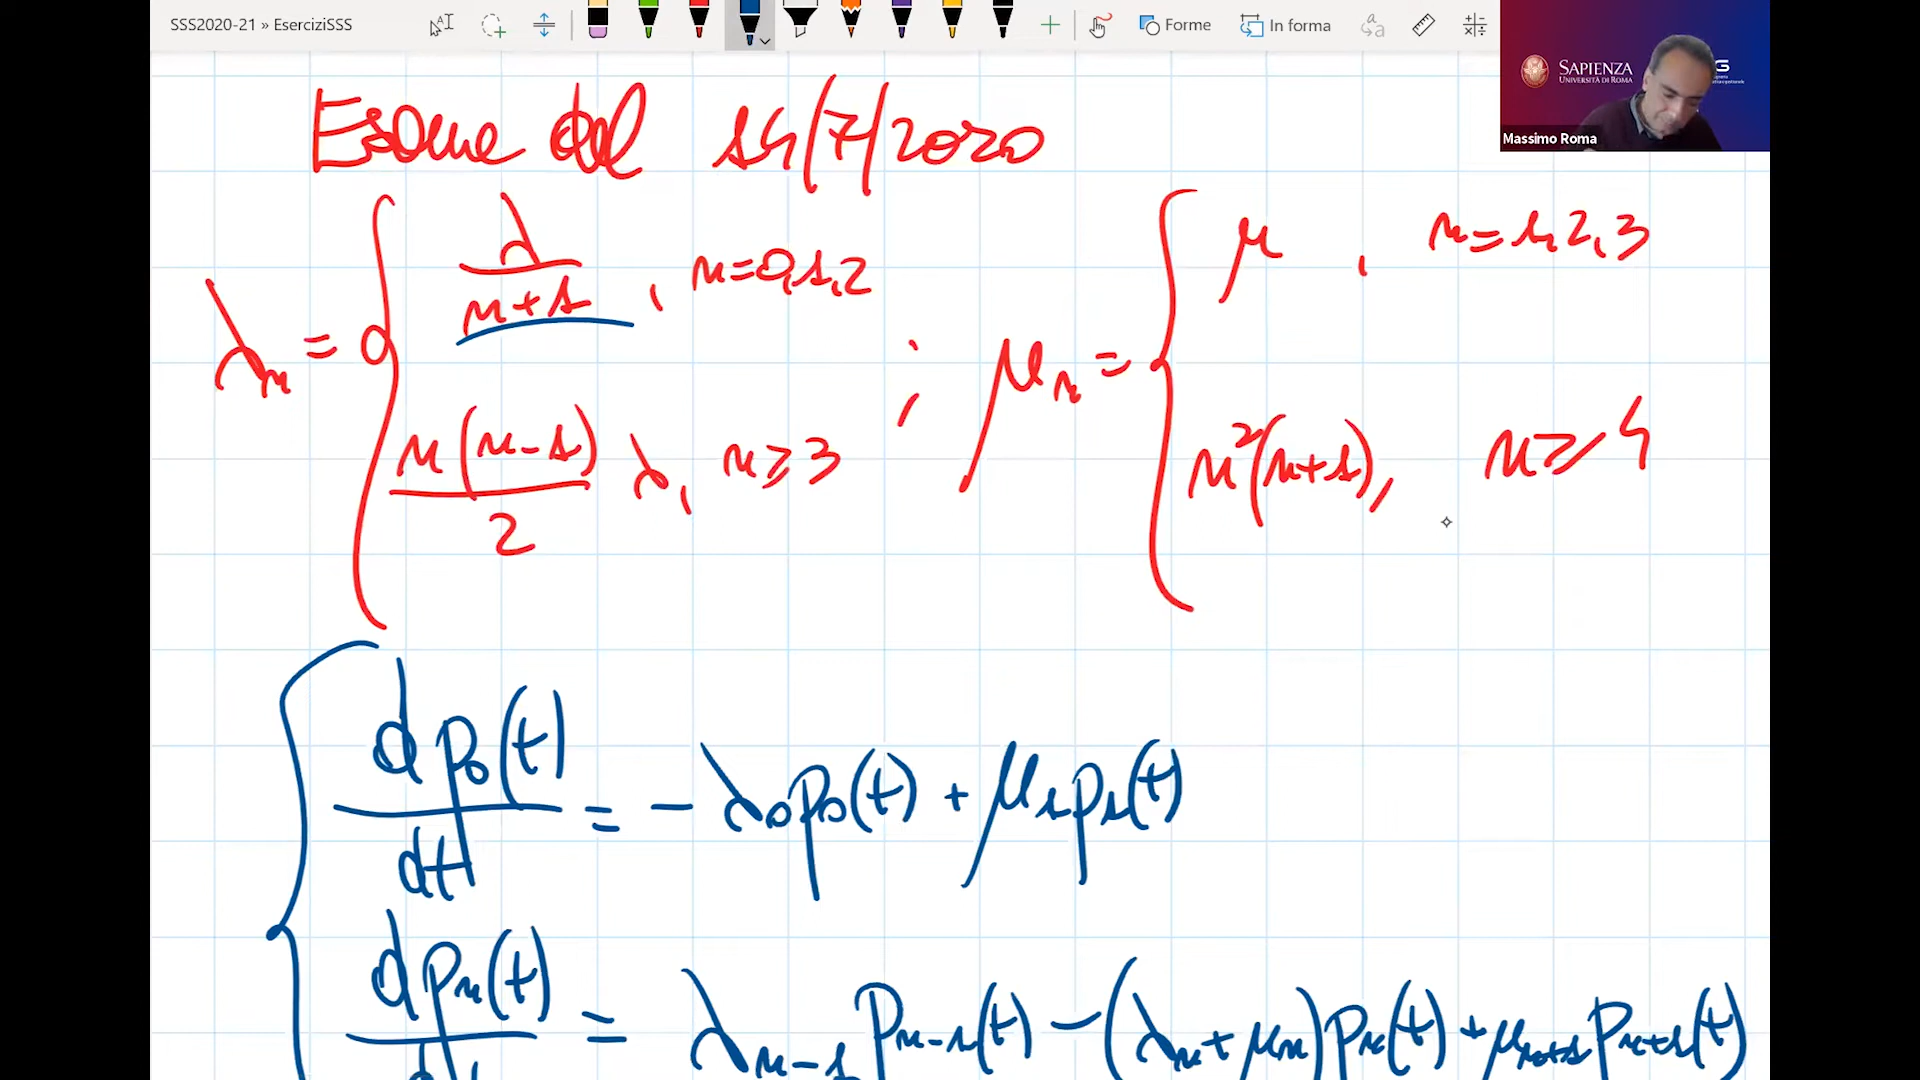 SSS2020-21 » EserciziSSS
Forme
In forma
SAPIENZA
UNIVERSITÀ DI ROMA
Massimo Roma
Esame del 14/7/2020
λn = { λ/(n+1), n=0,1,2 ; μn = { μ, n=1,2,3
n(n-1)/2 λ, n≥3 n²(n+1), n≥4
dp0(t)/dt = -λ0p0(t) + μ1p1(t)
dpn(t)/d = λn-1pn-1(t) - (λn+μn)pn(t) + μn+1pn+1(t)